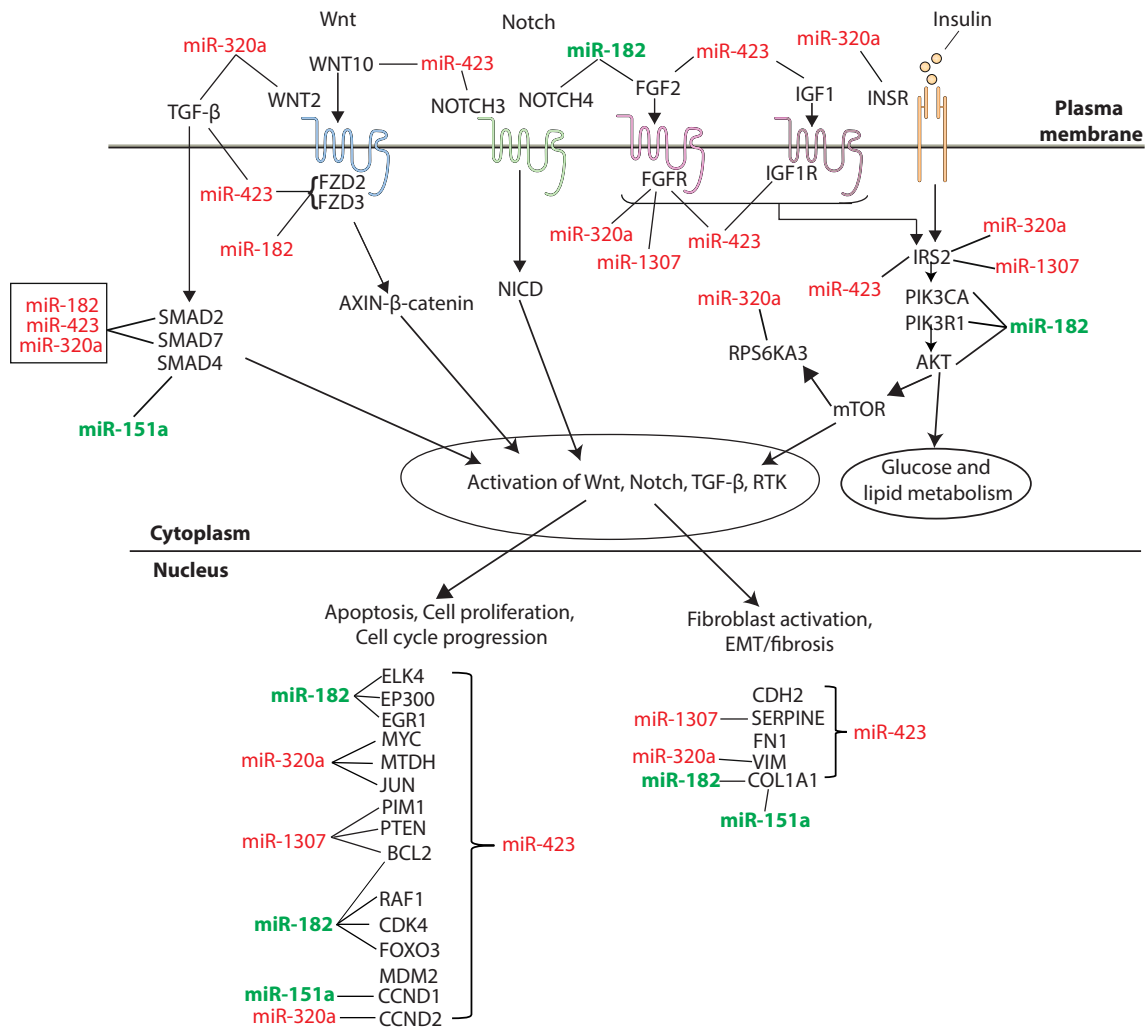 Wnt
Notch
Insulin
miR-320a
miR-182
miR-423
miR-320a
WNT10
miR-423
TGF-β
WNT2
NOTCH3
NOTCH4
FGF2
IGF1
INSR
Plasma
membrane
miR-423
FZD2
FZD3
FGFR
IGF1R
miR-182
miR-320a
miR-423
miR-1307
miR-320a
IRS2
miR-1307
miR-423
NICD
miR-320a
PIK3CA
miR-182
miR-423
miR-320a
AXIN-β-catenin
SMAD2
SMAD7
SMAD4
PIK3R1
miR-182
RPS6KA3
AKT
miR-151a
mTOR
Activation of Wnt, Notch, TGF-β, RTK
Glucose and
lipid metabolism
Cytoplasm
Nucleus
Apoptosis, Cell proliferation,
Cell cycle progression
Fibroblast activation,
EMT/fibrosis
ELK4
miR-182
EP300
EGR1
MYC
miR-320a
MTDH
JUN
PIM1
PTEN
miR-1307
BCL2
miR-423
RAF1
miR-182
CDK4
FOXO3
MDM2
miR-151a
CCND1
miR-320a
CCND2
CDH2
miR-1307
SERPINE
miR-423
FN1
miR-320a
VIM
miR-182
COL1A1
miR-151a